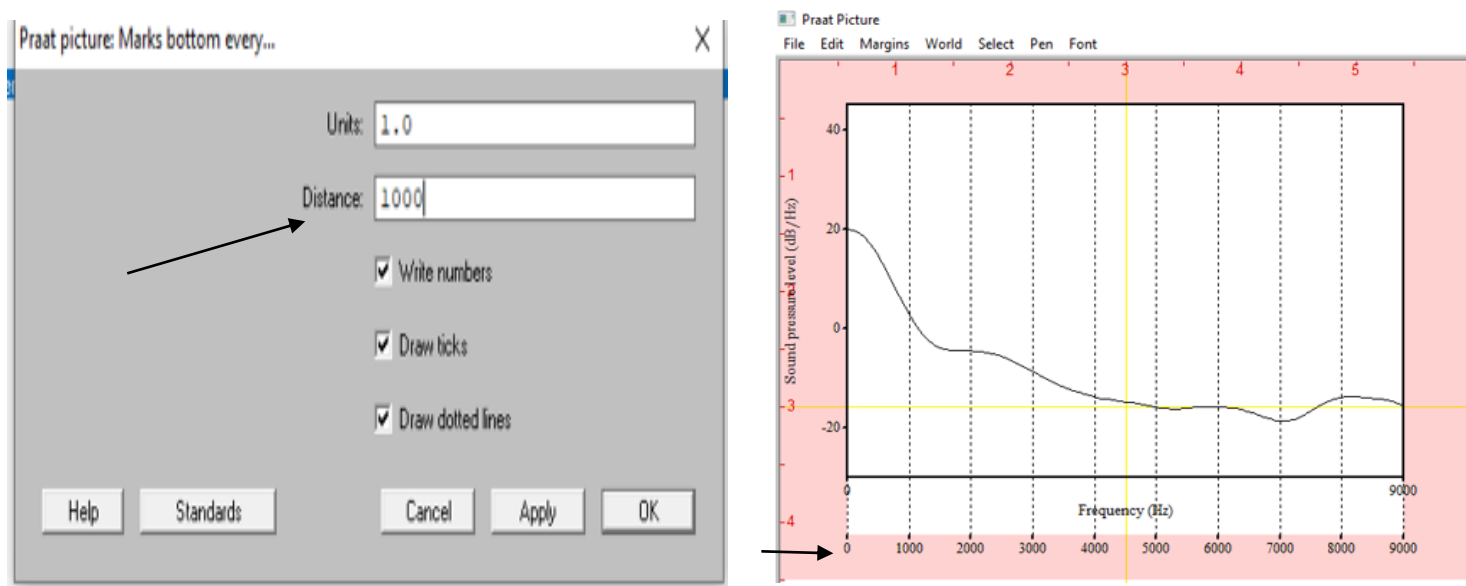 Praat picture: Marks bottom every...
Units: 1.0
Distance: 1000
Write numbers
Draw ticks
Draw dotted lines
Help Standards Cancel Apply OK
Praat Picture
File Edit Margins World Select Pen Font
1 2 3 4 5
1
2
3
4
Sound pressure level (dB/Hz)
40
20
0
-20
0 9000
Frequency (Hz)
0 1000 2000 3000 4000 5000 6000 7000 8000 9000